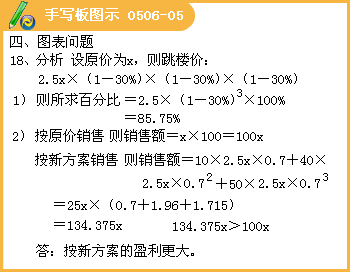 手写板图示 0506-05
四、图表问题
18、分析 设原价为x，则跳楼价：
2.5x×（1－30%）×（1－30%）×（1－30%）
1）则所求百分比＝2.5×（1－30%）³×100%
＝85.75%
2）按原价销售 则销售额＝x×100＝100x
按新方案销售 则销售额＝10×2.5x×0.7＋40×
2.5x×0.7²＋50×2.5x×0.7³
＝25x×（0.7＋1.96＋1.715）
＝134.375x 134.375x＞100x
答：按新方案的盈利更大。